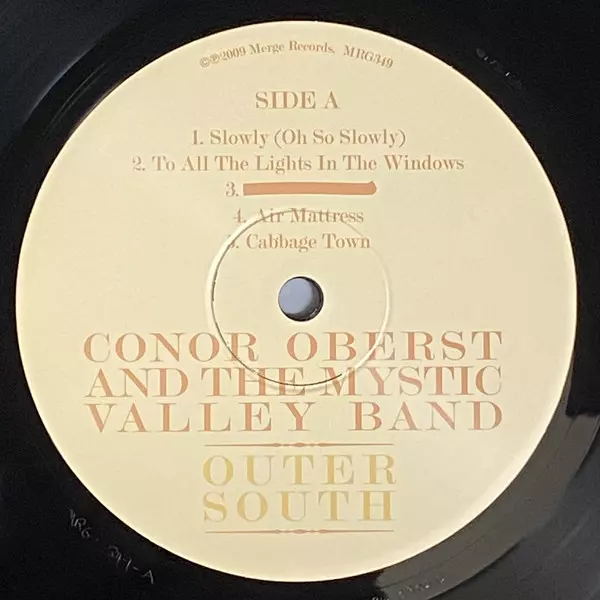 ©℗2009 Merge Records, MRG349
SIDE A
1. Slowly (Oh So Slowly)
2. To All The Lights In The Windows
3.
4. Air Mattress
5. Cabbage Town
CONOR OBERST
AND THE MYSTIC
VALLEY BAND
OUTER
SOUTH